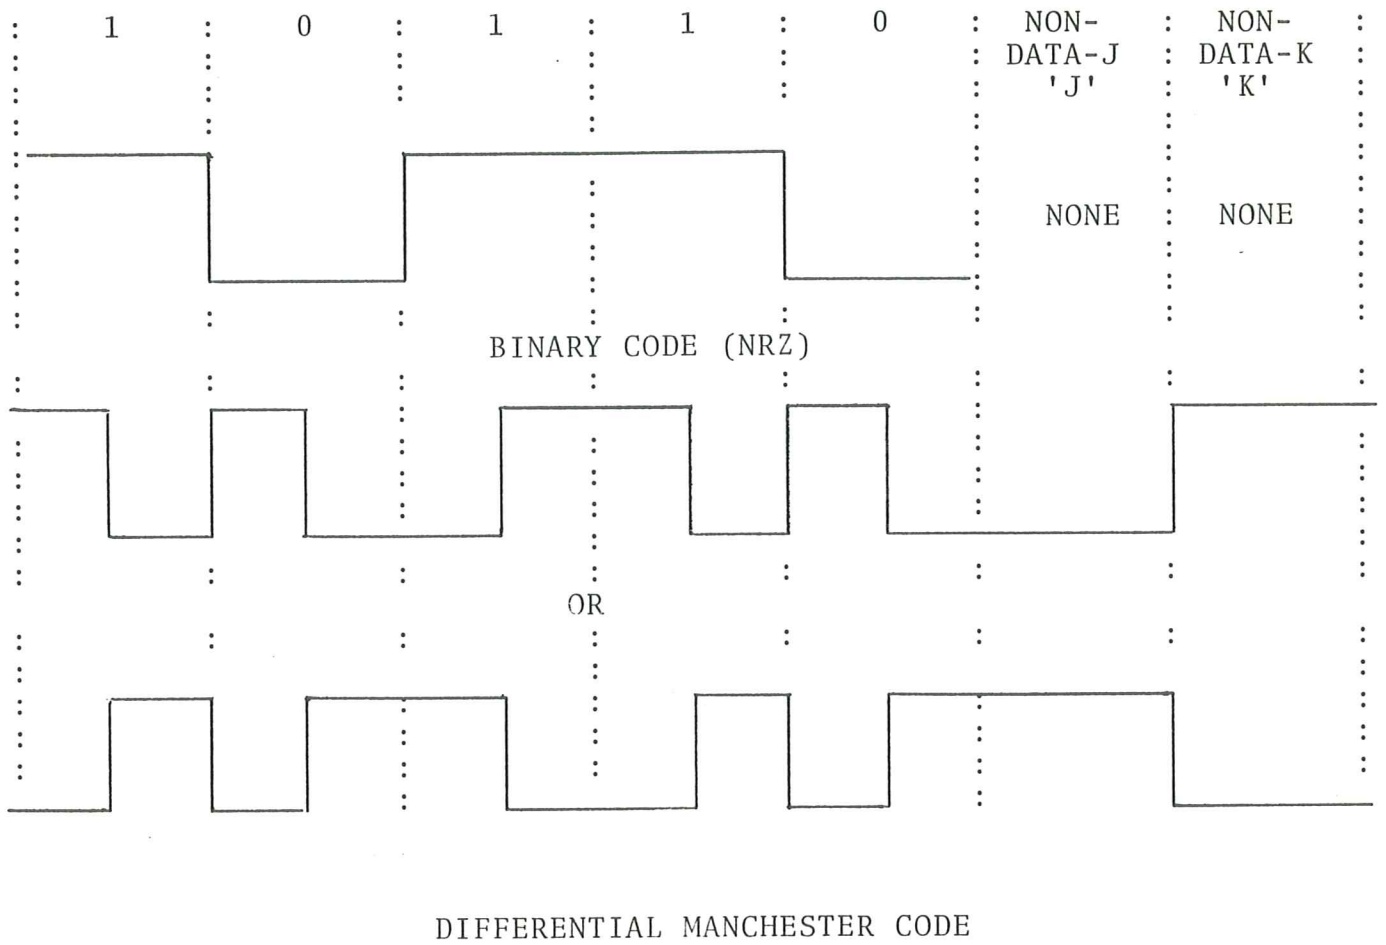 1 0 1 1 0 NON- NON-
DATA-J DATA-K
'J' 'K'
NONE NONE
BINARY CODE (NRZ)
OR
DIFFERENTIAL MANCHESTER CODE